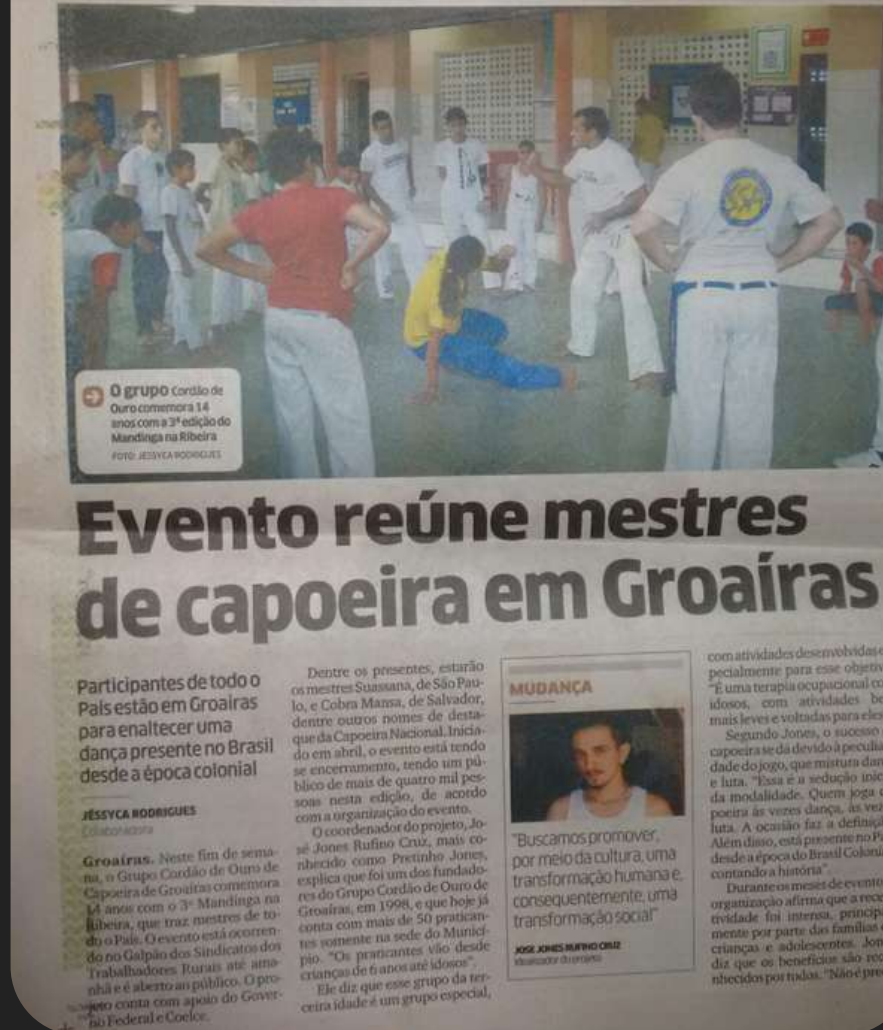 O grupo Cordão de
Ouro comemora 14
anos com a 3ª edição do
Mandinga na Ribeira
FOTO: JÉSSYCA RODRIGUES
Evento reúne mestres
de capoeira em Groaíras
Participantes de todo o
País estão em Groaíras
para enaltecer uma
dança presente no Brasil
desde a época colonial
JÉSSYCA RODRIGUES
Colaboradora
Groaíras. Neste fim de sema-
na, o Grupo Cordão de Ouro de
Capoeira de Groaíras comemora
14 anos com o 3º Mandinga na
Ribeira, que traz mestres de to-
do o País. O evento está ocorren-
do no Galpão dos Sindicatos dos
Trabalhadores Rurais até ama-
nhã e é aberto ao público. O pro-
jeto conta com apoio do Gover-
no Federal e Coelce.
Dentre os presentes, estarão
os mestres Suassana, de São Pau-
lo, e Cobra Mansa, de Salvador,
dentre outros nomes de desta-
que da Capoeira Nacional. Inicia-
do em abril, o evento está tendo
se encerramento, tendo um pú-
blico de mais de quatro mil pes-
soas nesta edição, de acordo
com a organização do evento.
O coordenador do projeto, Jo-
sé Jones Rufino Cruz, mais co-
nhecido como Pretinho Jones,
explica que foi um dos fundado-
res do Grupo Cordão de Ouro de
Groaíras, em 1998, e que hoje já
conta com mais de 50 pratican-
tes somente na sede do Municí-
pio. "Os praticantes vão desde
crianças de 6 anos até idosos".
Ele diz que esse grupo da ter-
ceira idade é um grupo especial,
MUDANÇA
"Buscamos promover,
por meio da cultura, uma
transformação humana e,
consequentemente, uma
transformação social"
JOSE JONES RUFINO CRUZ
Idealizador do projeto
com atividades desenvolvidas e
pecialmente para esse objetiv
"É uma terapia ocupacional co
idosos, com atividades be
mais leves e voltadas para eles
Segundo Jones, o sucesso
capoeira se dá devido à peculia
dade do jogo, que mistura dan
e luta. "Essa é a sedução inic
da modalidade. Quem joga c
poeira às vezes dança, às vez
luta. A ocasião faz a definiçã
Além disso, está presente no Pa
desde a época do Brasil Colonia
contando a história".
Durante os meses de evento
organização afirma que a rece
tividade foi intensa, principa
mente por parte das famílias d
crianças e adolescentes. Jon
diz que os benefícios são rec
nhecidos por todos. "Não é prec